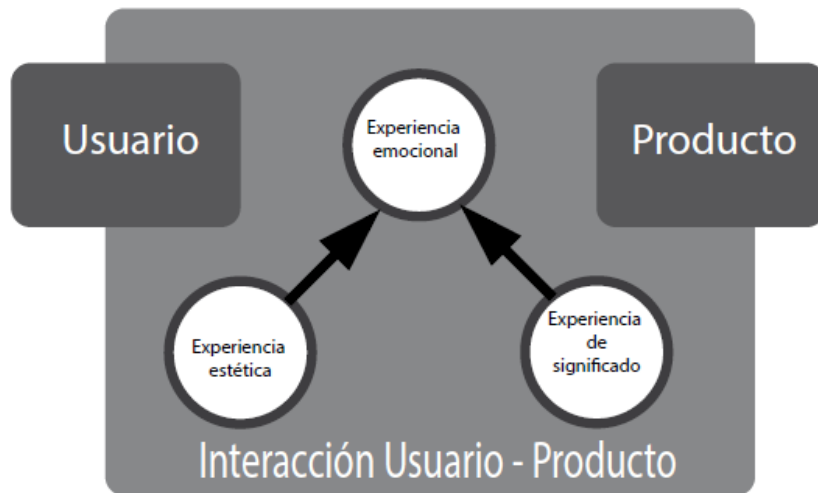 Usuario
Experiencia
emocional
Producto
Experiencia
estética
Experiencia
de
significado
Interacción Usuario - Producto